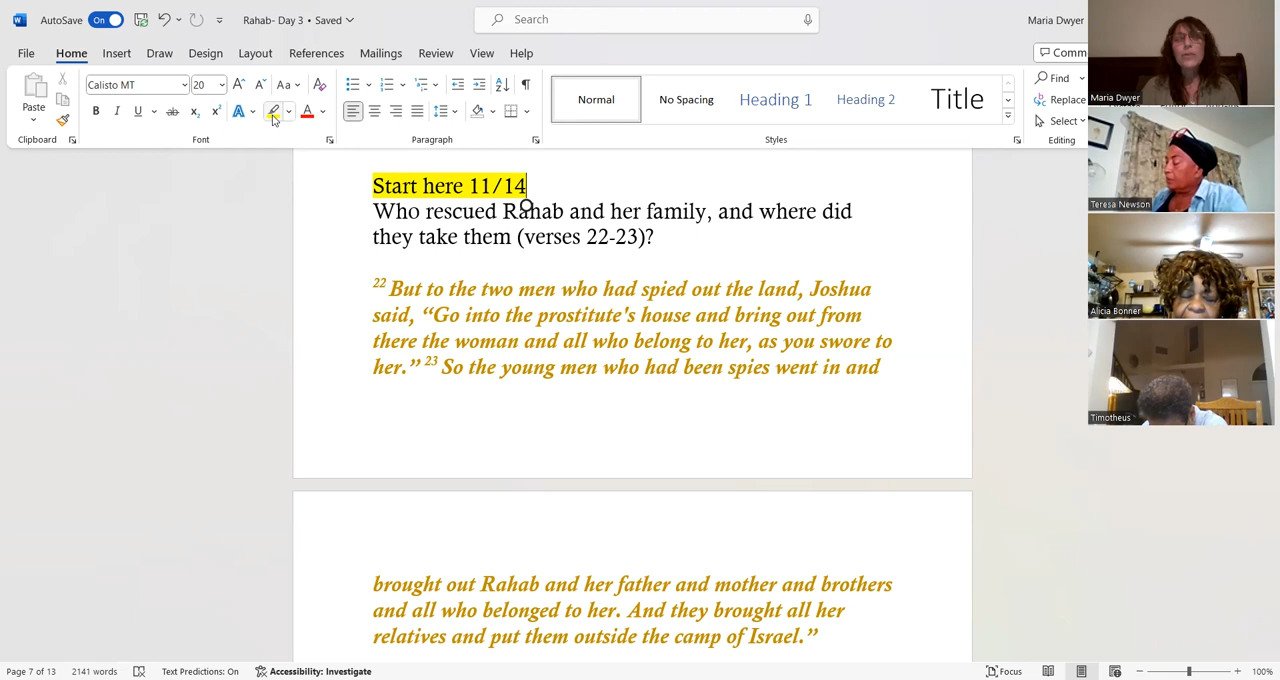 AutoSave On Rahab- Day 3 • Saved Search Maria Dwyer
File Home Insert Draw Design Layout References Mailings Review View Help Comm
Paste Calisto MT 20 Aa Normal No Spacing Heading 1 Heading 2 Title Find Replace Select
Clipboard Font Paragraph Styles Editing
Start here 11/14
Who rescued Rahab and her family, and where did
they take them (verses 22-23)?
22 But to the two men who had spied out the land, Joshua
said, “Go into the prostitute's house and bring out from
there the woman and all who belong to her, as you swore to
her.” 23 So the young men who had been spies went in and
brought out Rahab and her father and mother and brothers
and all who belonged to her. And they brought all her
relatives and put them outside the camp of Israel.”
Maria Dwyer
Teresa Newson
Alicia Bonner
Timotheus
Page 7 of 13 2141 words Text Predictions: On Accessibility: Investigate Focus 100%